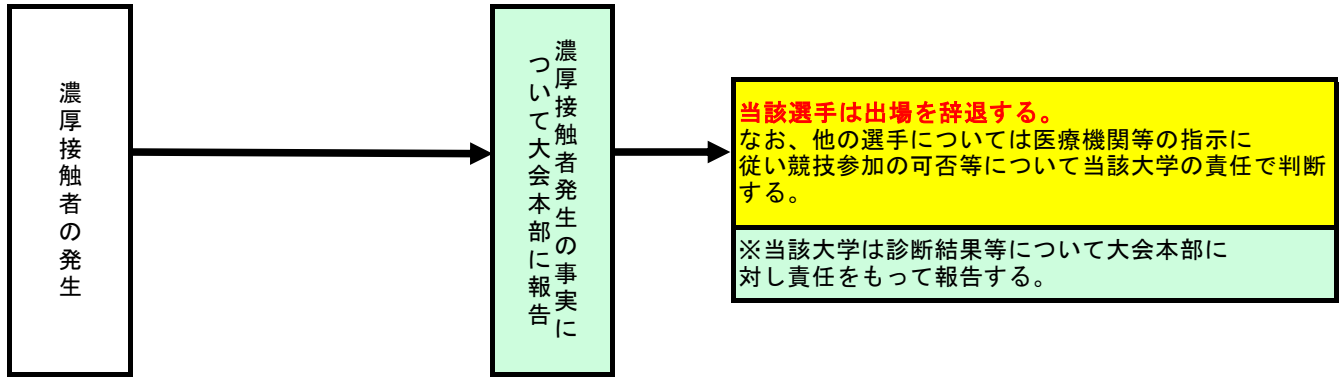 濃厚接触者の発生
濃厚接触者発生の事実に
ついて大会本部に報告
当該選手は出場を辞退する。
なお、他の選手については医療機関等の指示に
従い競技参加の可否等について当該大学の責任で判断
する。
※当該大学は診断結果等について大会本部に
対し責任をもって報告する。